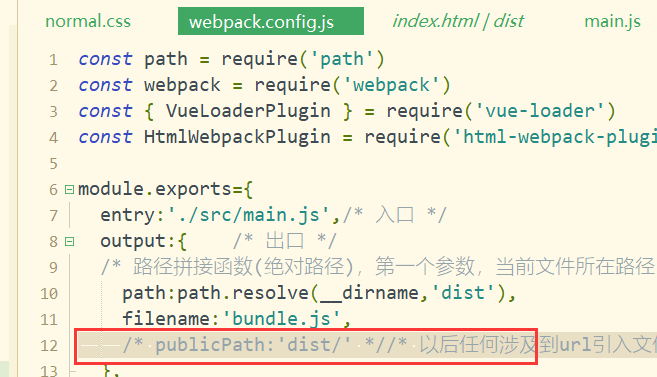 normal.css webpack.config.js index.html | dist main.js
1 const path = require('path')
2 const webpack = require('webpack')
3 const { VueLoaderPlugin } = require('vue-loader')
4 const HtmlWebpackPlugin = require('html-webpack-plugi
5
6 module.exports={
7 entry:'./src/main.js',/* 入口 */
8 output:{ /* 出口 */
9 /* 路径拼接函数(绝对路径)，第一个参数，当前文件所在路径
10 path:path.resolve(__dirname,'dist'),
11 filename:'bundle.js',
12 /* publicPath:'dist/' *//* 以后任何涉及到url引入文件
},